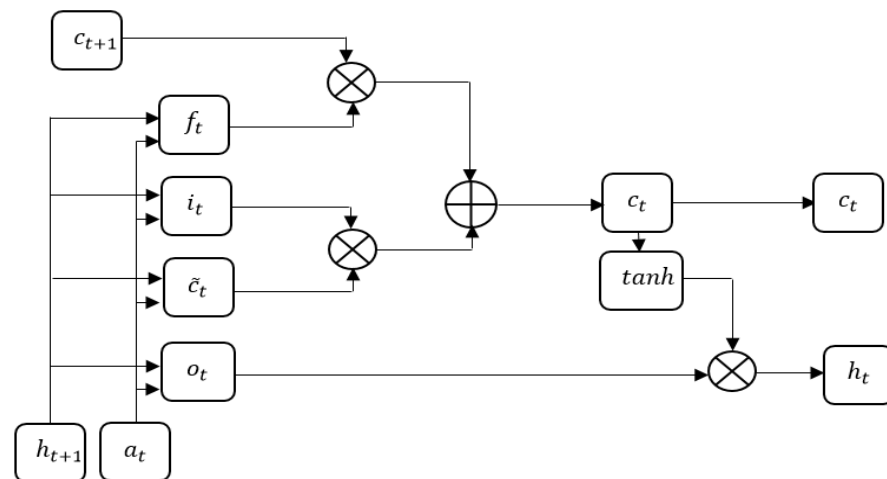 c_{t+1}
f_t
i_t
c_t
c_t
c̃_t
tanh
o_t
h_t
h_{t+1}
a_t